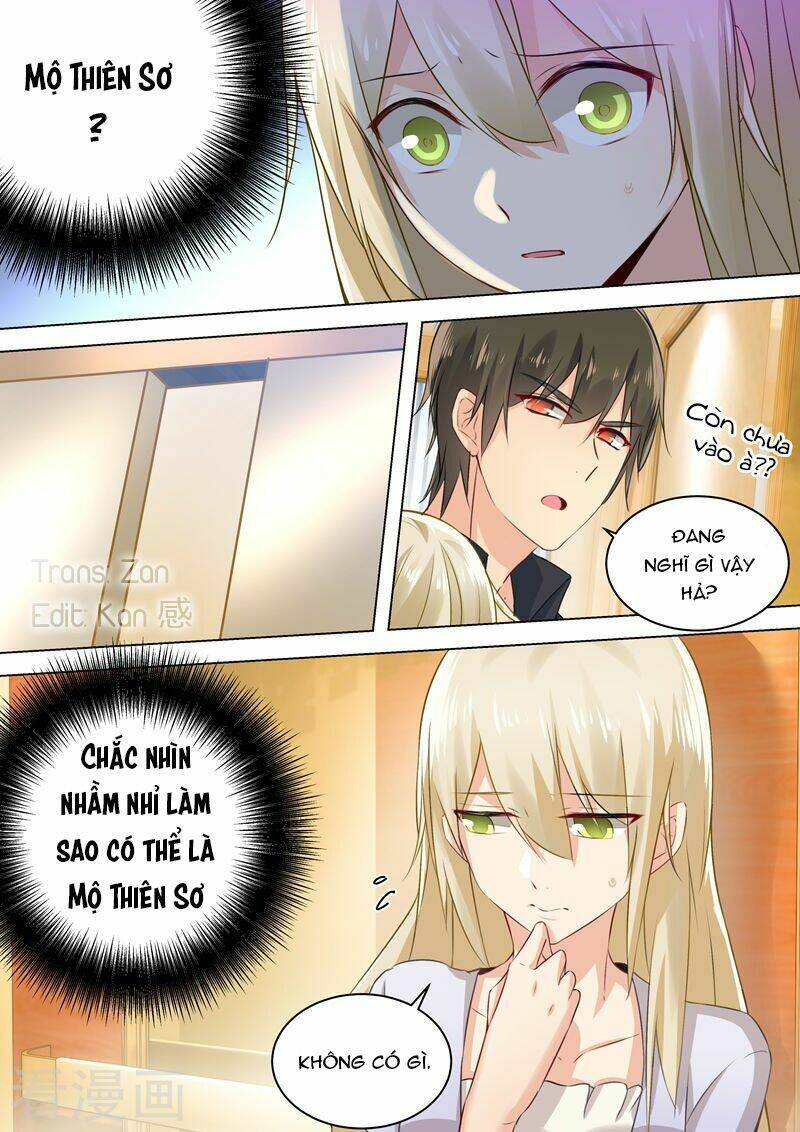 MỘ THIÊN SƠ
?
Còn chưa
vào à??
ĐANG
NGHĨ GÌ VẬY
HẢ?
Trans: Zan
Edit: Kan 感
CHẮC NHÌN
NHẦM NHỈ LÀM
SAO CÓ THỂ LÀ
MỘ THIÊN SƠ
KHÔNG CÓ GÌ.
看漫画